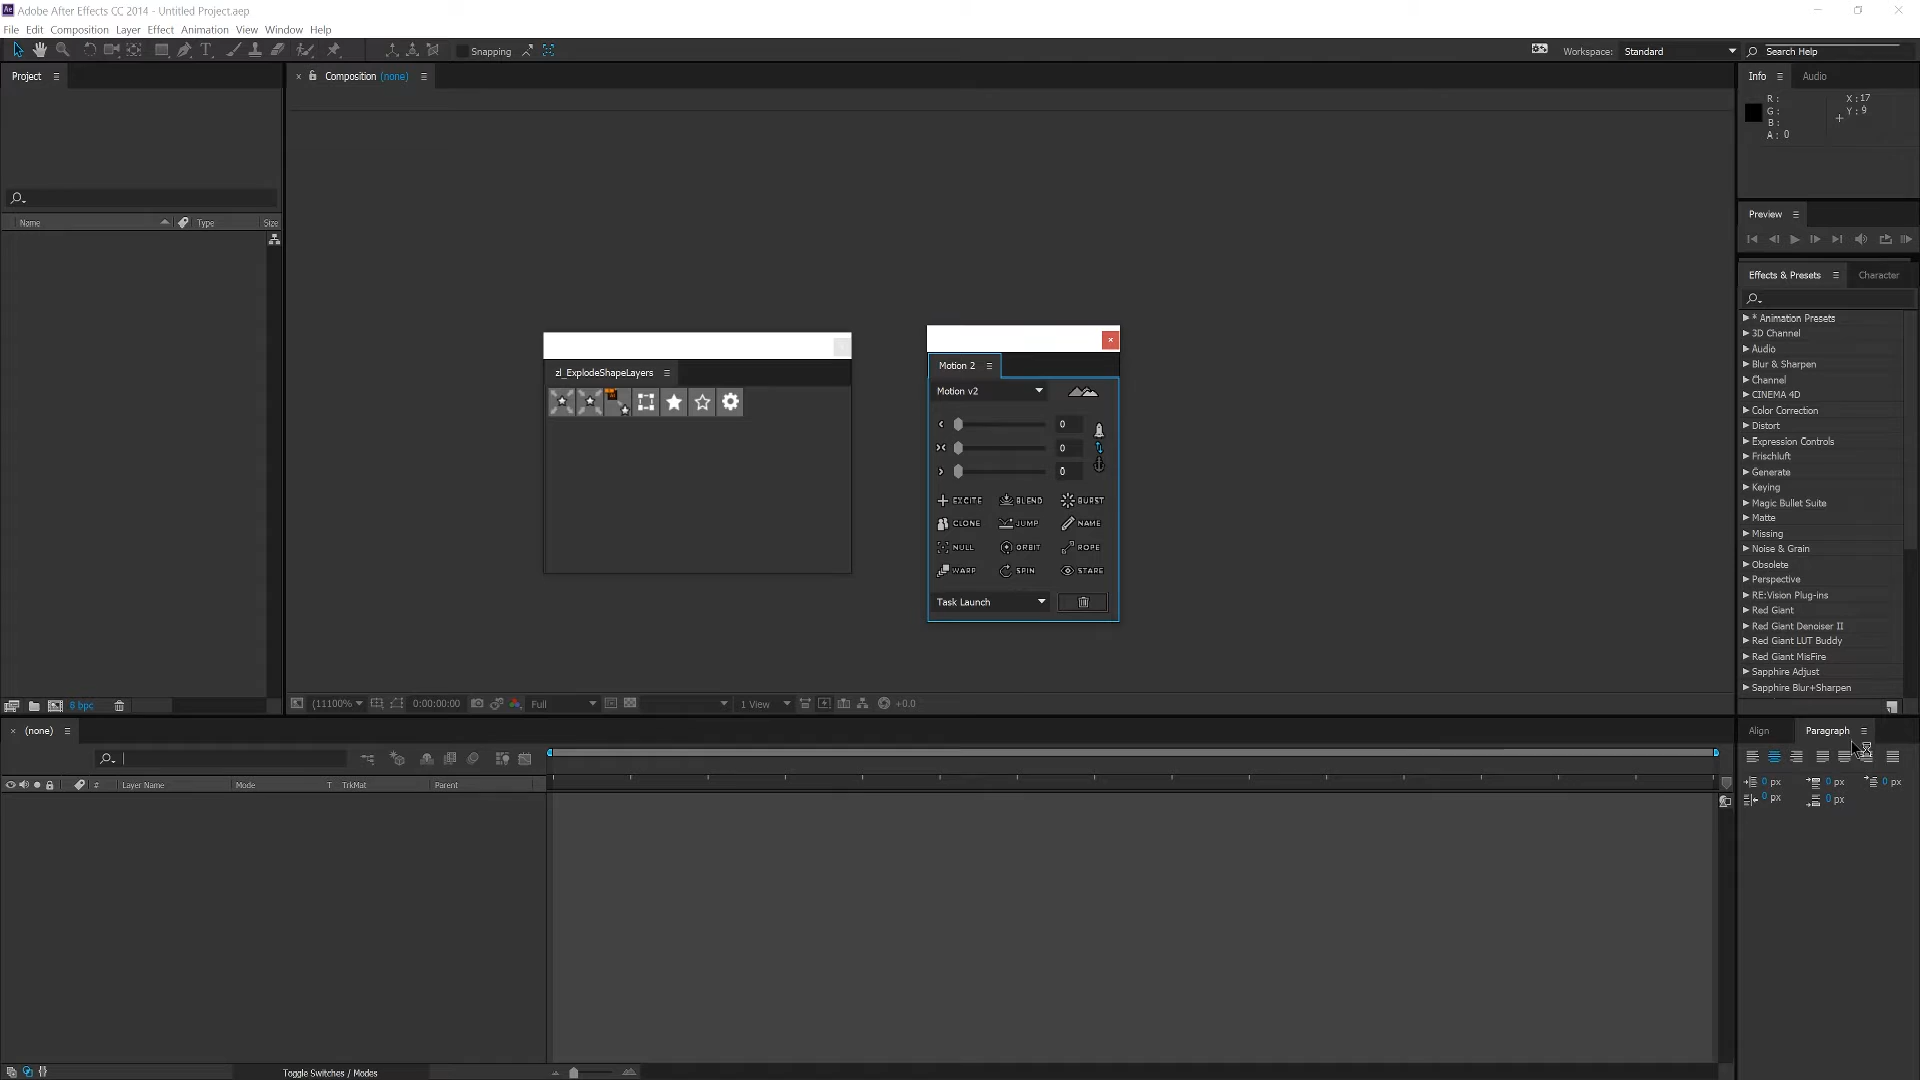 Adobe After Effects CC 2014 - Untitled Project.aep
File Edit Composition Layer Effect Animation View Window Help
Snapping
Workspace: Standard
Search Help
Project
Composition (none)
Info Audio
R :
G :
B :
A : 0
X : 17
Y : 9
Name Type Size
Preview
Effects & Presets Character
* Animation Presets
3D Channel
Audio
Blur & Sharpen
Channel
CINEMA 4D
Color Correction
Distort
Expression Controls
Frischluft
Generate
Keying
Magic Bullet Suite
Matte
Missing
Noise & Grain
Obsolete
Perspective
RE:Vision Plug-ins
Red Giant
Red Giant Denoiser II
Red Giant LUT Buddy
Red Giant MisFire
Sapphire Adjust
Sapphire Blur+Sharpen
zl_ExplodeShapeLayers
Motion 2
Motion v2
0
0
0
EXCITE BLEND BURST
CLONE JUMP NAME
NULL ORBIT ROPE
WARP SPIN STARE
Task Launch
8 bpc
(11100%) 0:00:00:00 Full 1 View +0.0
(none)
# Layer Name Mode T TrkMat Parent
Toggle Switches / Modes
Align Paragraph
0 px 0 px 0 px
0 px 0 px